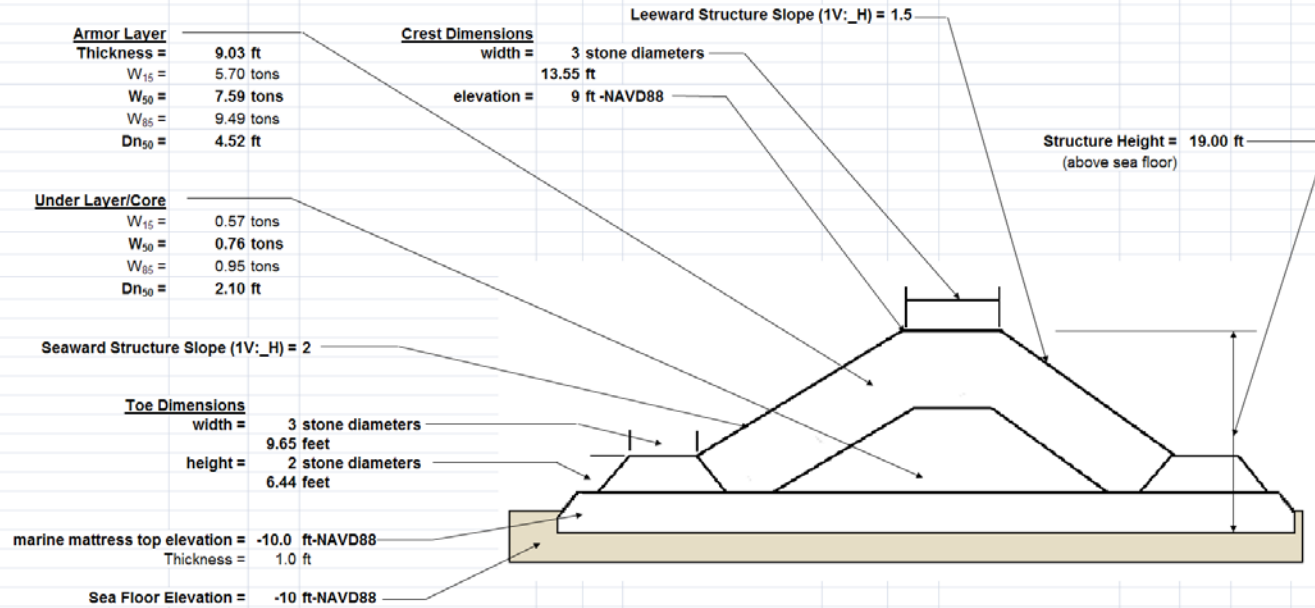 Leeward Structure Slope (1V:_H) = 1.5
Armor Layer
Thickness = 9.03 ft
W15 = 5.70 tons
W50 = 7.59 tons
W85 = 9.49 tons
Dn50 = 4.52 ft
Crest Dimensions
width = 3 stone diameters
13.55 ft
elevation = 9 ft -NAVD88
Structure Height = 19.00 ft
(above sea floor)
Under Layer/Core
W15 = 0.57 tons
W50 = 0.76 tons
W85 = 0.95 tons
Dn50 = 2.10 ft
Seaward Structure Slope (1V:_H) = 2
Toe Dimensions
width = 3 stone diameters
9.65 feet
height = 2 stone diameters
6.44 feet
marine mattress top elevation = -10.0 ft-NAVD88
Thickness = 1.0 ft
Sea Floor Elevation = -10 ft-NAVD88